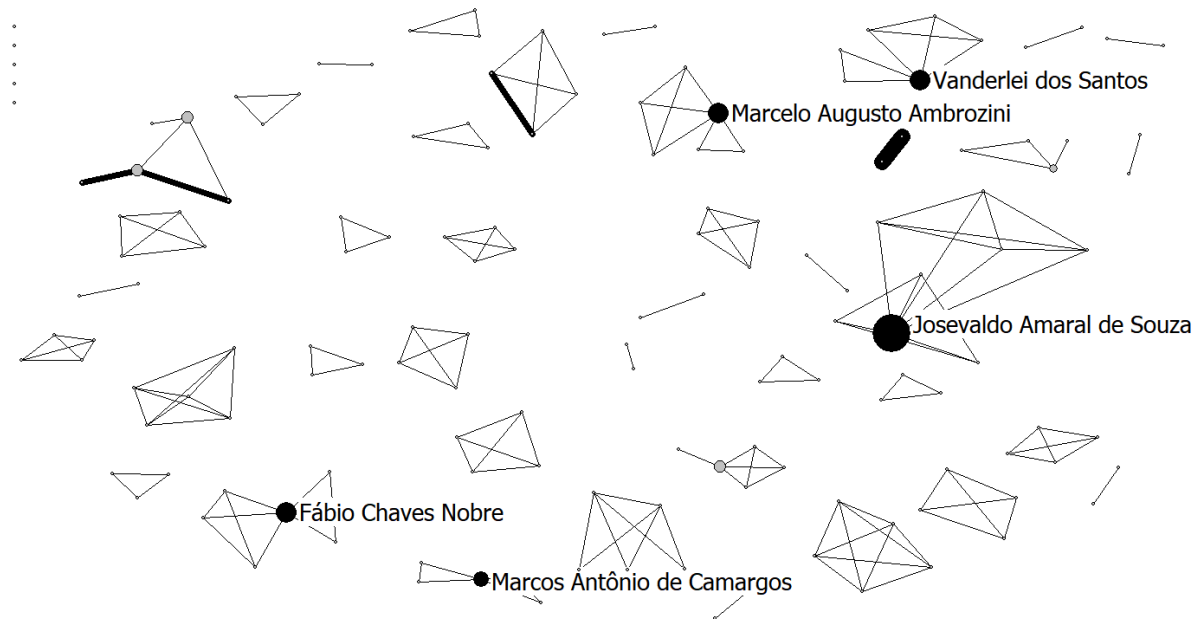 Vanderlei dos Santos
Marcelo Augusto Ambrozini
Josevaldo Amaral de Souza
Fábio Chaves Nobre
Marcos Antônio de Camargos